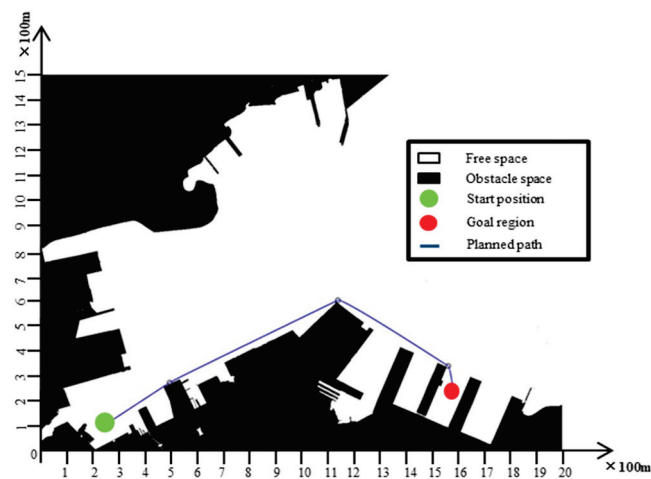 ×100m
15
14
13
12
11
10
9
8
7
6
5
4
3
2
1
0
Free space
Obstacle space
Start position
Goal region
Planned path
1 2 3 4 5 6 7 8 9 10 11 12 13 14 15 16 17 18 19 20
×100m